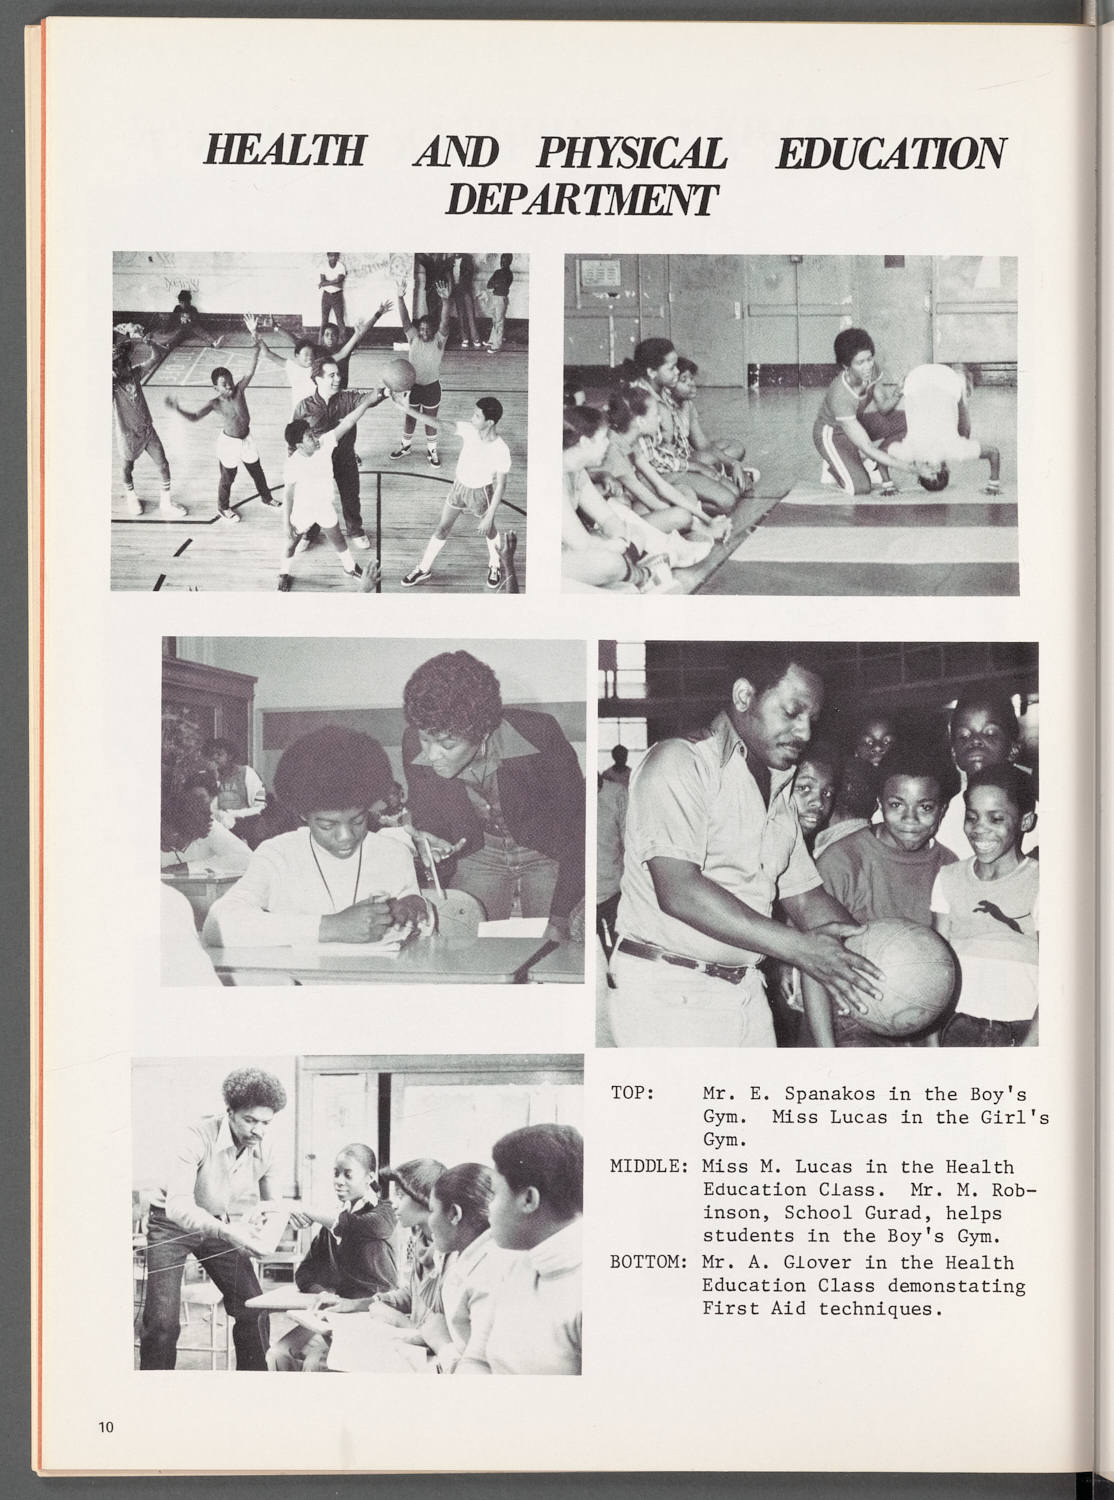 HEALTH AND PHYSICAL EDUCATION
DEPARTMENT
TOP: Mr. E. Spanakos in the Boy's
Gym. Miss Lucas in the Girl's
Gym.
MIDDLE: Miss M. Lucas in the Health
Education Class. Mr. M. Rob-
inson, School Gurad, helps
students in the Boy's Gym.
BOTTOM: Mr. A. Glover in the Health
Education Class demonstating
First Aid techniques.
10